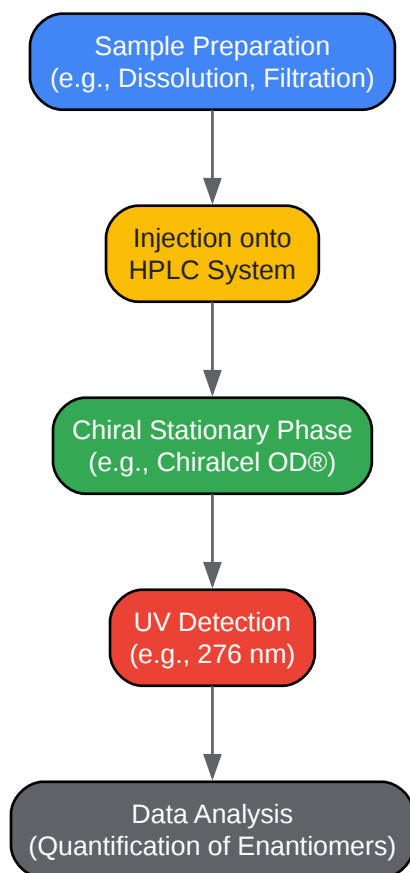 Sample Preparation
(e.g., Dissolution, Filtration)
Injection onto
HPLC System
Chiral Stationary Phase
(e.g., Chiralcel OD®)
UV Detection
(e.g., 276 nm)
Data Analysis
(Quantification of Enantiomers)